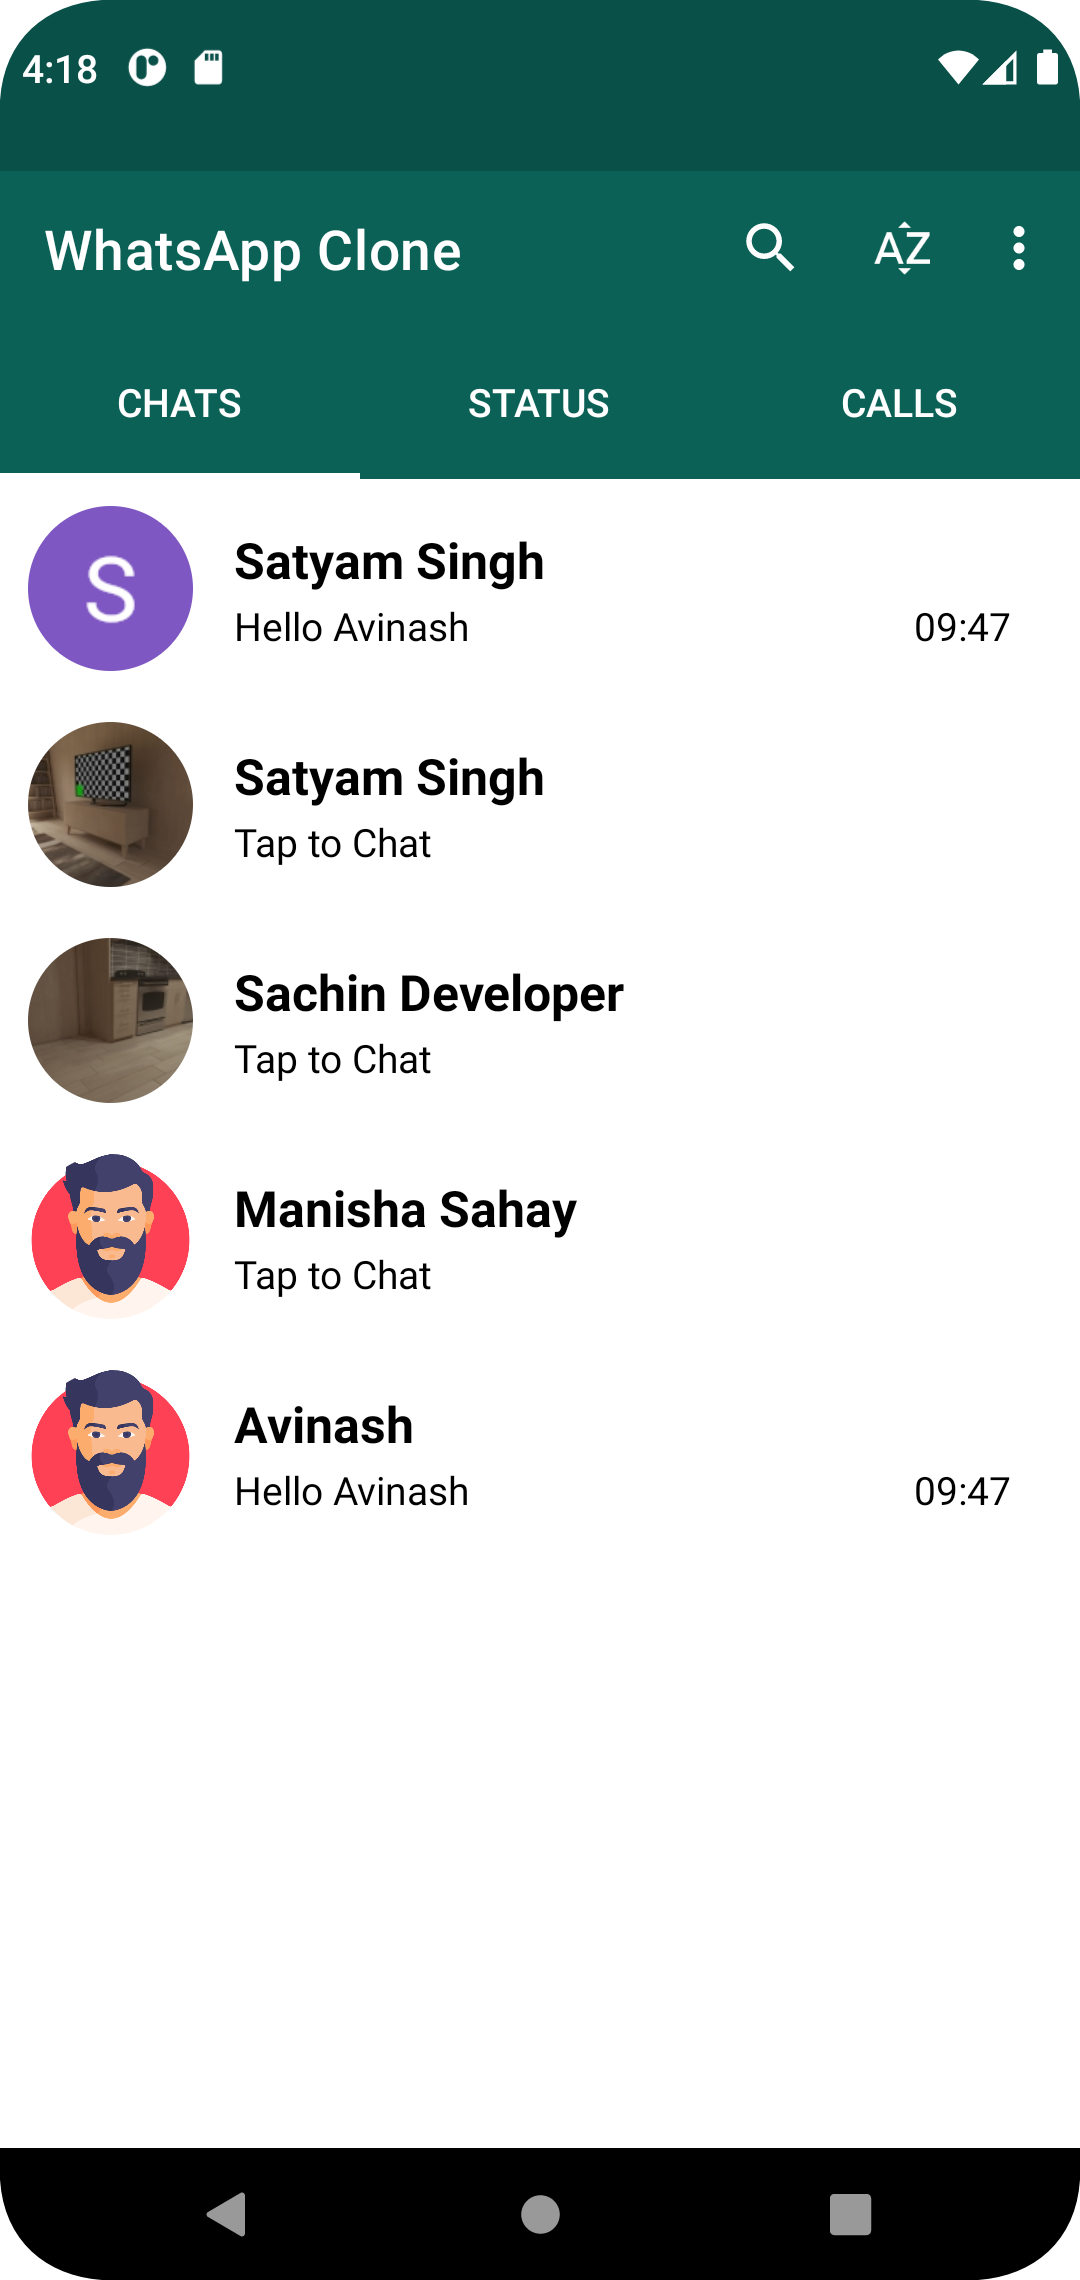 4:18
WhatsApp Clone
AZ
CHATS STATUS CALLS
S
Satyam Singh
Hello Avinash 09:47
Satyam Singh
Tap to Chat
Sachin Developer
Tap to Chat
Manisha Sahay
Tap to Chat
Avinash
Hello Avinash 09:47